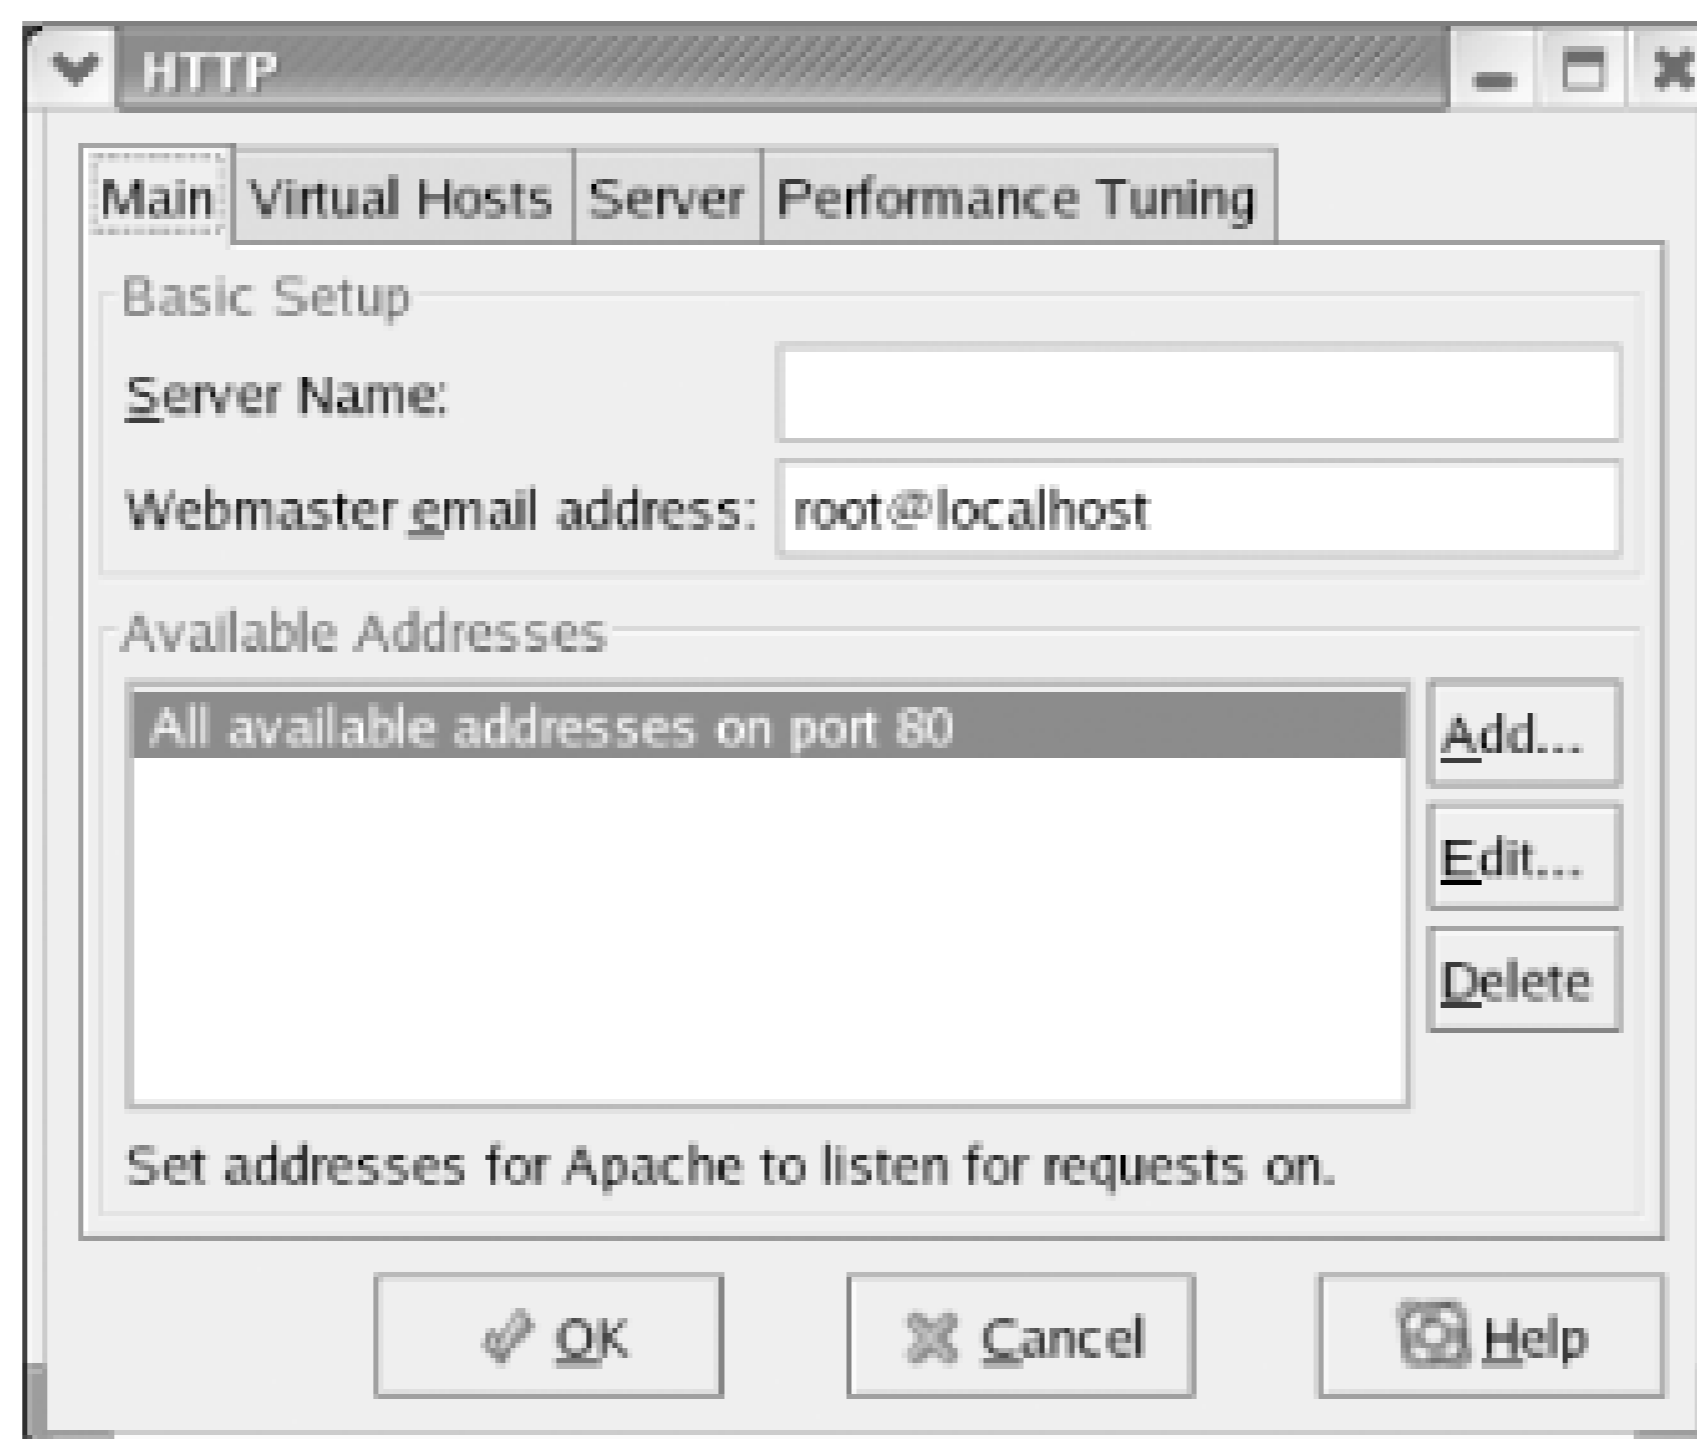 HTTP
Main Virtual Hosts Server Performance Tuning
Basic Setup
Server Name:
Webmaster email address: root@localhost
Available Addresses
All available addresses on port 80
Add...
Edit...
Delete
Set addresses for Apache to listen for requests on.
OK Cancel Help